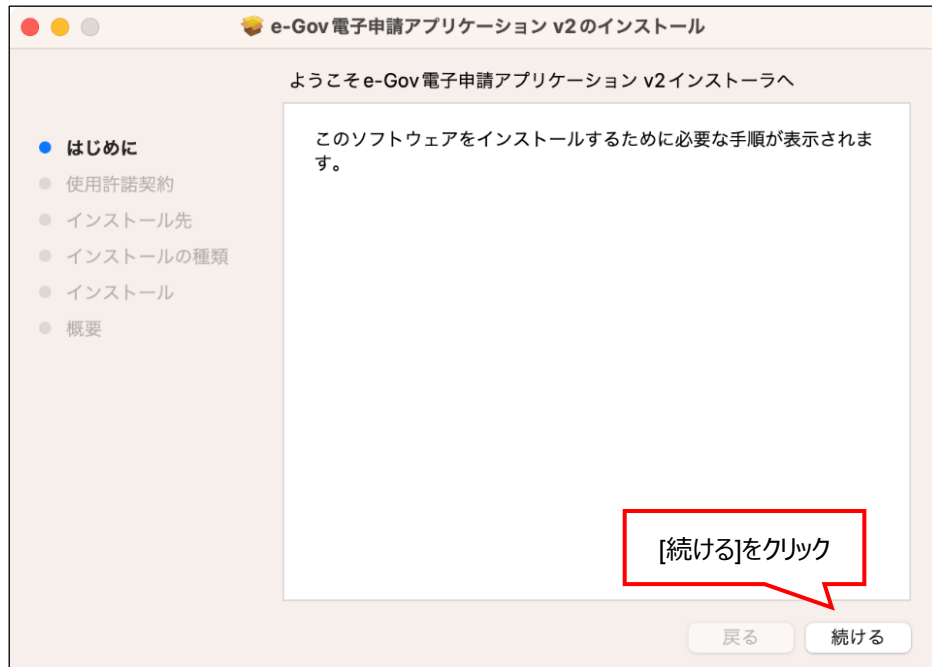 e-Gov電子申請アプリケーション v2のインストール
ようこそe-Gov電子申請アプリケーション v2インストーラへ
はじめに
使用許諾契約
インストール先
インストールの種類
インストール
概要
このソフトウェアをインストールするために必要な手順が表示されま
す。
[続ける]をクリック
戻る
続ける